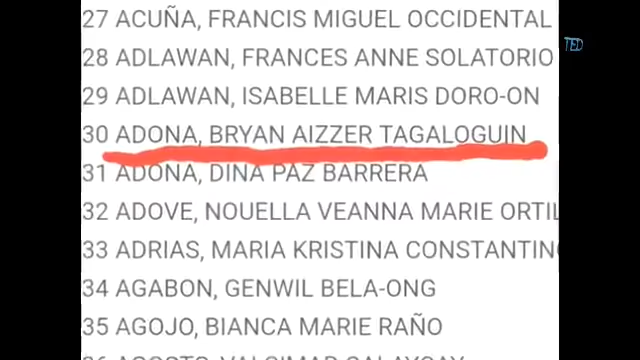 27 ACUÑA, FRANCIS MIGUEL OCCIDENTAL
TED
28 ADLAWAN, FRANCES ANNE SOLATORIO
29 ADLAWAN, ISABELLE MARIS DORO-ON
30 ADONA, BRYAN AIZZER TAGALOGUIN
31 ADONA, DINA PAZ BARRERA
32 ADOVE, NOUELLA VEANNA MARIE ORTIL
33 ADRIAS, MARIA KRISTINA CONSTANTINO
34 AGABON, GENWIL BELA-ONG
35 AGOJO, BIANCA MARIE RAÑO